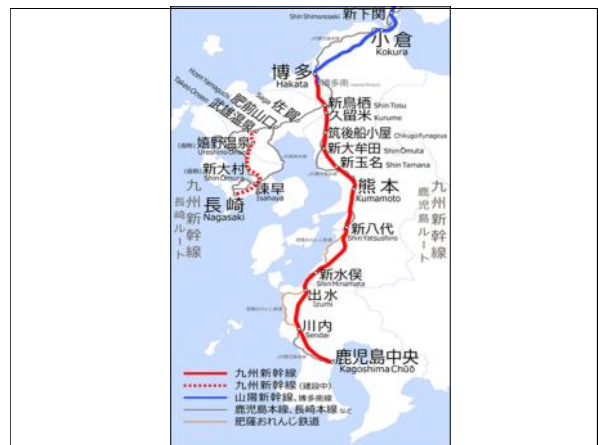 新下関
Shin Shimonoseki
小倉
Kokura
博多
Hakata
博多南
新鳥栖 Shin Tosu
久留米 Kurume
筑後船小屋 Chikugo Funagoya
新大牟田 Shin Ōmuta
新玉名 Shin Tamana
熊本
Kumamoto
新八代
Shin Yatsushiro
新水俣
Shin Minamata
出水
Izumi
川内
Sendai
鹿児島中央
Kagoshima Chūō
佐賀
Saga
肥前山口
Hizen Yamaguchi
武雄温泉
Takeo Onsen
嬉野温泉
Ureshino Onsen
新大村
Shin Ōmura
諫早
Isahaya
長崎
Nagasaki
九州新幹線
長崎ルート
九州新幹線
鹿児島ルート
九州新幹線
九州新幹線 (建設中)
山陽新幹線、博多南線
鹿児島本線、長崎本線 など
肥薩おれんじ鉄道